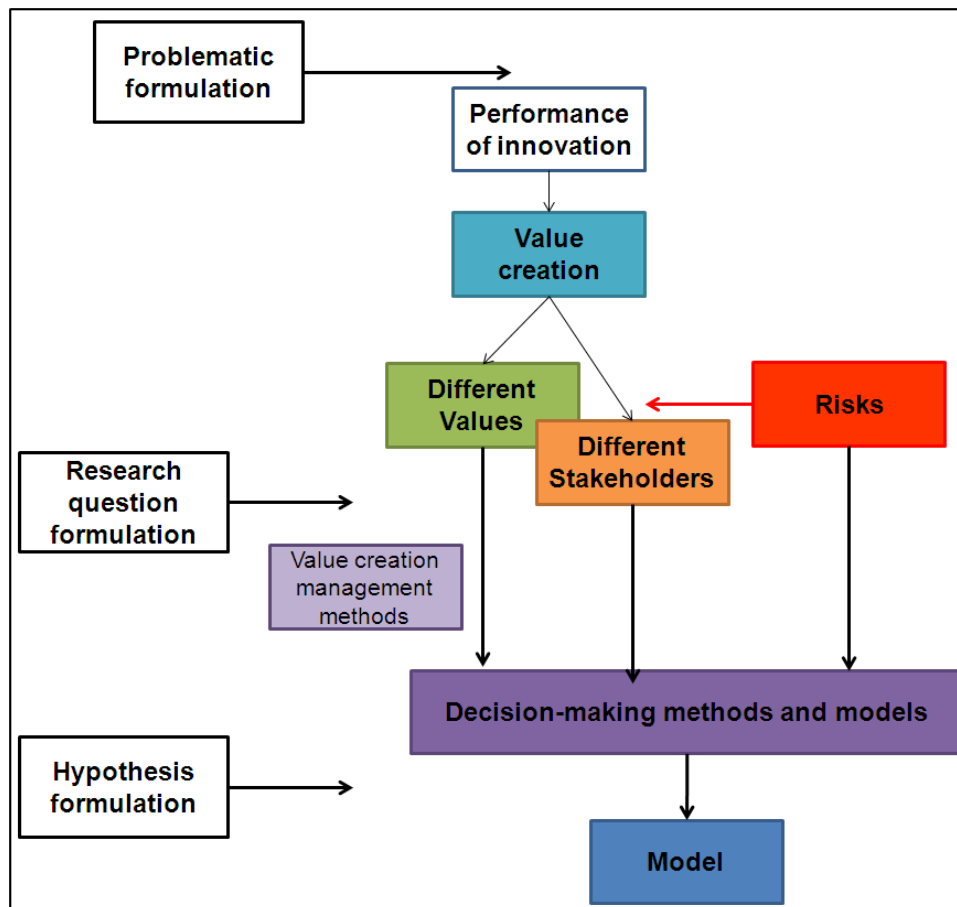 Problematic
formulation
Performance
of innovation
Value
creation
Different
Values
Different
Stakeholders
Risks
Research
question
formulation
Value creation
management
methods
Decision-making methods and models
Hypothesis
formulation
Model